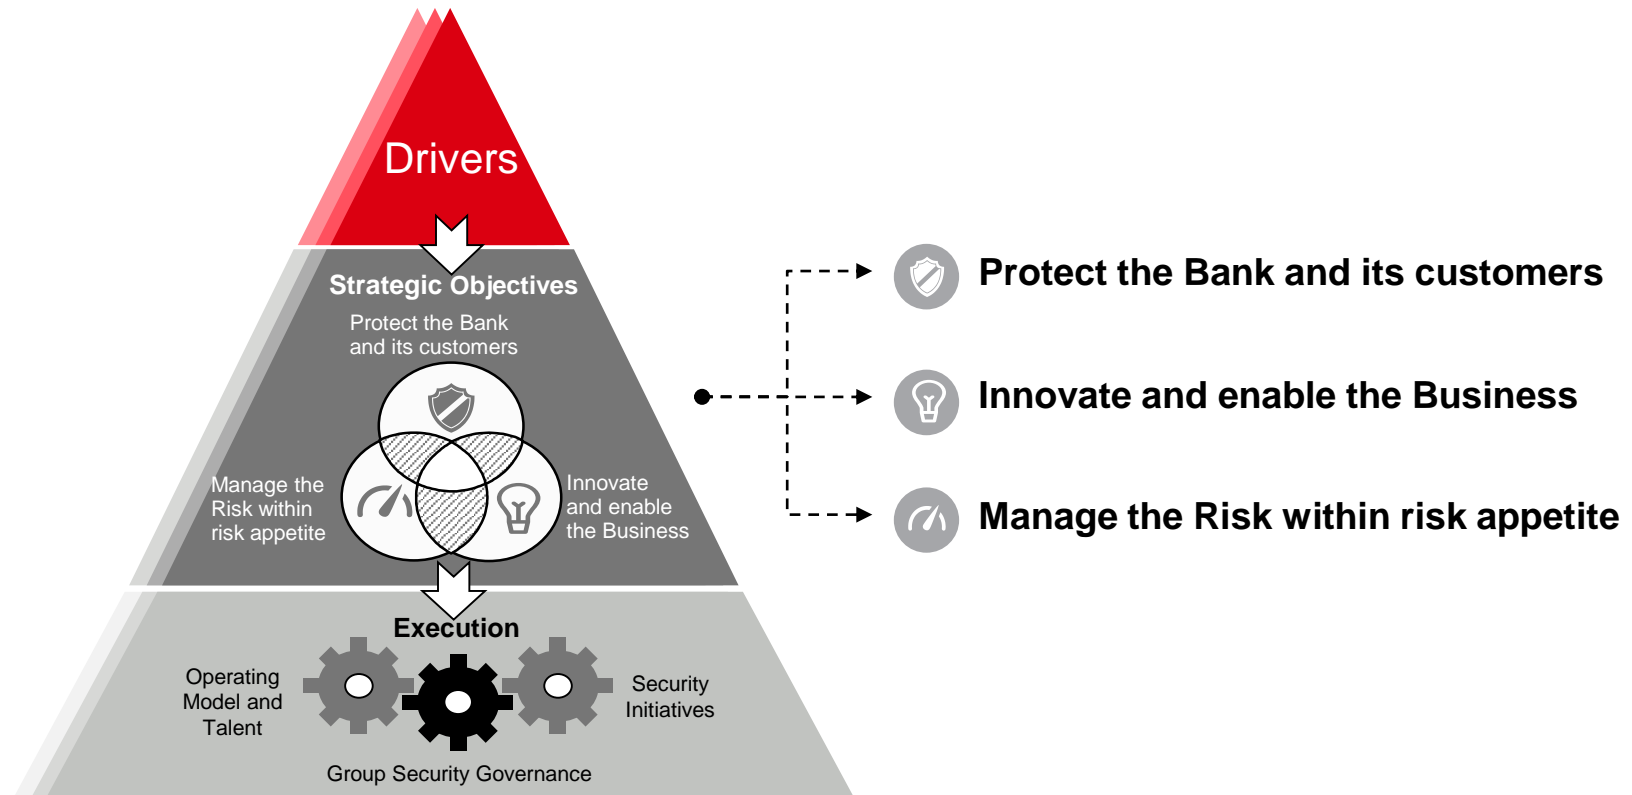 Drivers
Strategic Objectives
Protect the Bank
and its customers
Manage the
Risk within
risk appetite
Innovate
and enable
the Business
Execution
Operating
Model and
Talent
Security
Initiatives
Group Security Governance
Protect the Bank and its customers
Innovate and enable the Business
Manage the Risk within risk appetite